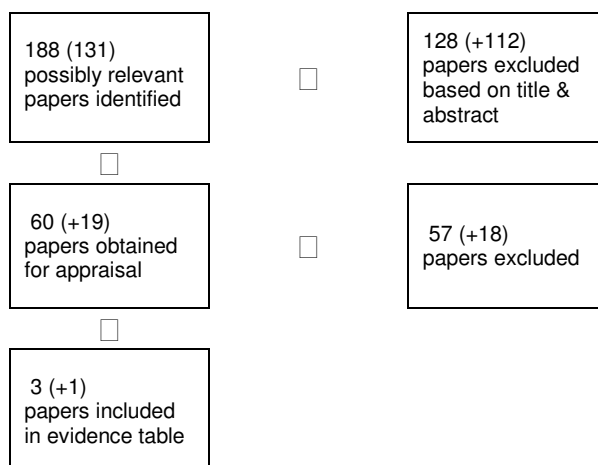 188 (131)
possibly relevant
papers identified
128 (+112)
papers excluded
based on title &
abstract
60 (+19)
papers obtained
for appraisal
57 (+18)
papers excluded
3 (+1)
papers included
in evidence table